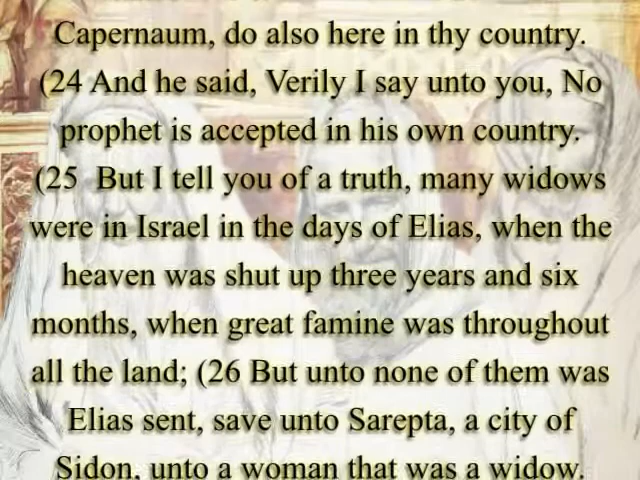 Capernaum, do also here in thy country.
(24 And he said, Verily I say unto you, No
prophet is accepted in his own country.
(25 But I tell you of a truth, many widows
were in Israel in the days of Elias, when the
heaven was shut up three years and six
months, when great famine was throughout
all the land; (26 But unto none of them was
Elias sent, save unto Sarepta, a city of
Sidon, unto a woman that was a widow.